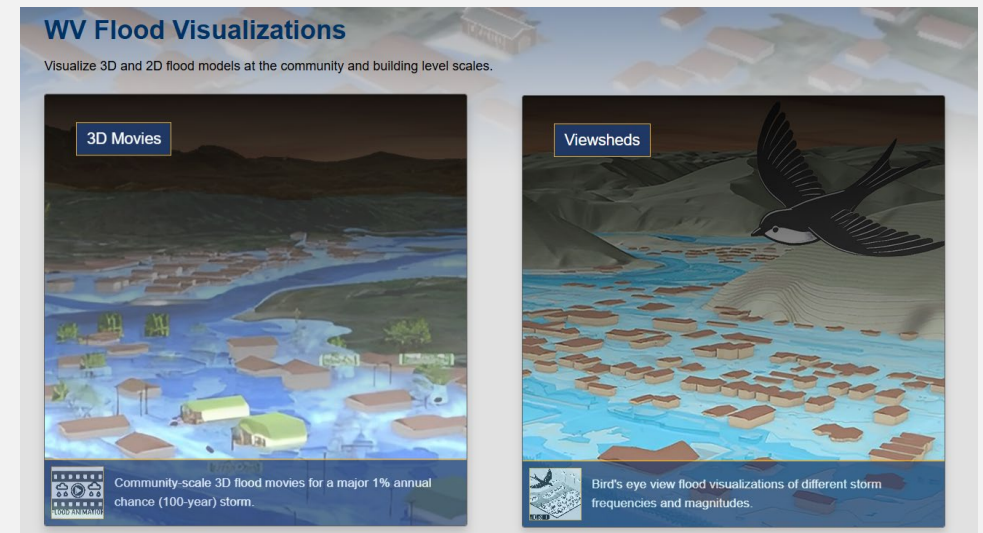 WV Flood Visualizations
Visualize 3D and 2D flood models at the community and building level scales.
3D Movies
Viewsheds
Community-scale 3D flood movies for a major 1% annual
chance (100-year) storm.
Bird's eye view flood visualizations of different storm
frequencies and magnitudes.